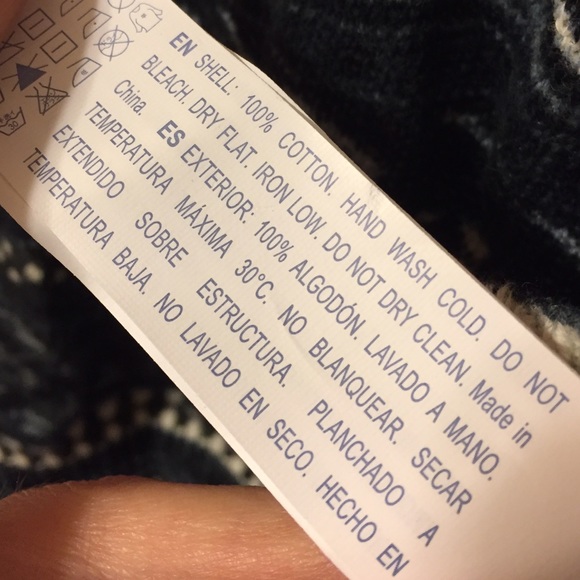 EN SHELL: 100% COTTON. HAND WASH COLD. DO NOT
BLEACH. DRY FLAT. IRON LOW. DO NOT DRY CLEAN. Made in
China. ES EXTERIOR. 100% ALGODÓN. LAVADO A MANO.
TEMPERATURA MÁXIMA 30°C. NO BLANQUEAR. SECAR
EXTENDIDO SOBRE ESTRUCTURA. PLANCHADO A
TEMPERATURA BAJA. NO LAVADO EN SECO. HECHO EN